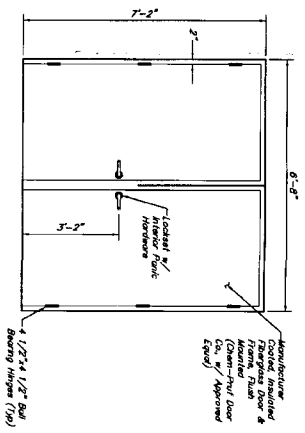 7'-2"
2"
6'-8"
3'-2"
Lockset w/
Interior Panic
Hardware
Manufacturer
Coated, Insulated
Fiberglass Door &
Frame, Flush
Mounted
(Chem-Pruf Door
Co., w/ Approved
Equal)
4 1/2"x4 1/2" Ball
Bearing Hinges (Typ)